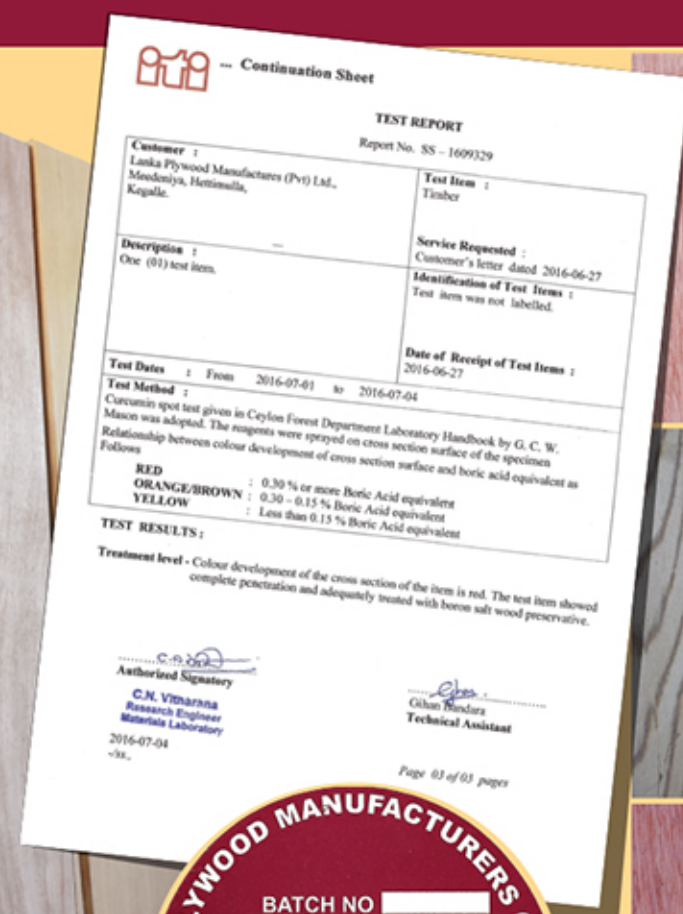 iti ... Continuation Sheet
TEST REPORT
Report No. SS – 1609329
Customer :
Lanka Plywood Manufactures (Pvt) Ltd.,
Meedeniya, Hettimulla,
Kegalle.
Test Item :
Timber
Service Requested :
Customer's letter dated 2016-06-27
Description :
One (01) test item.
Identification of Test Items :
Test item was not labelled.
Date of Receipt of Test Items :
2016-06-27
Test Dates : From 2016-07-01 to 2016-07-04
Test Method :
Curcumin spot test given in Ceylon Forest Department Laboratory Handbook by G. C. W.
Mason was adopted. The reagents were sprayed on cross section surface of the specimen
Relationship between colour development of cross section surface and boric acid equivalent as
Follows
RED : 0.30 % or more Boric Acid equivalent
ORANGE/BROWN : 0.30 – 0.15 % Boric Acid equivalent
YELLOW : Less than 0.15 % Boric Acid equivalent
TEST RESULTS :
Treatment level - Colour development of the cross section of the item is red. The test item showed
complete penetration and adequately treated with boron salt wood preservative.
Authorized Signatory
C.N. Vitharana
Research Engineer
Materials Laboratory
2016-07-04
-/ss.,
Gihan Bandara
Technical Assistant
Page 03 of 03 pages
YWOOD MANUFACTURERS
BATCH NO